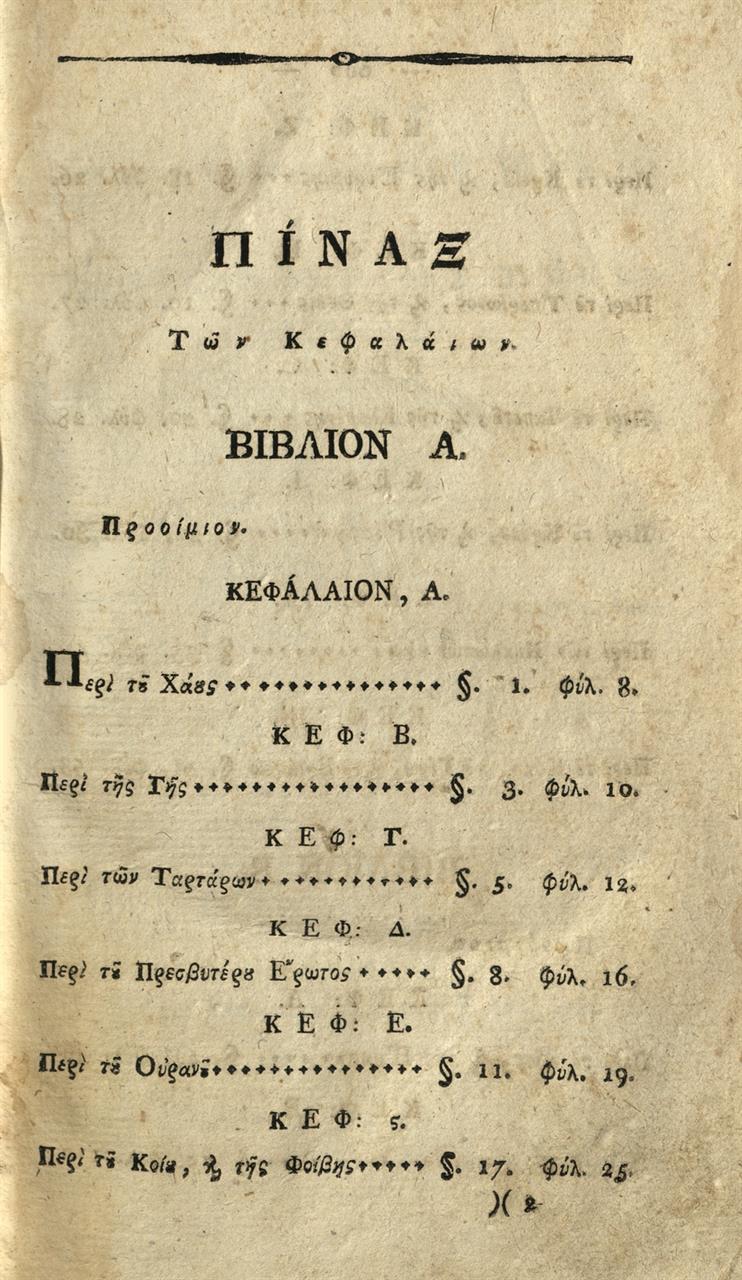 ΠΊΝΑΞ
Τῶν Κεφαλάιων.
ΒΙΒΛΙΟΝ Α.
Προοίμιον.
ΚΕΦΆΛΑΙΟΝ, Α.
Περὶ τȣ͂ Χάȣς §. 1. Φύλ. 8.
ΚΕΦ: Β.
Περὶ τῆς Γῆς §. 3. Φύλ. 10.
ΚΕΦ: Γ.
Περὶ τῶν Ταρτάρων §. 5. Φύλ. 12.
ΚΕΦ: Δ.
Περὶ τȣ͂ Πρεσβυτέρȣ Ἔρωτος §. 8. Φύλ. 16.
ΚΕΦ: Ε.
Περὶ τȣ͂ Οὐρανȣ͂ §. 11. Φύλ. 19.
ΚΕΦ: ϛ.
Περὶ τȣ͂ Κοίȣ, ϗ τῆς Φοίβης §. 17. Φύλ. 25.
)( 2